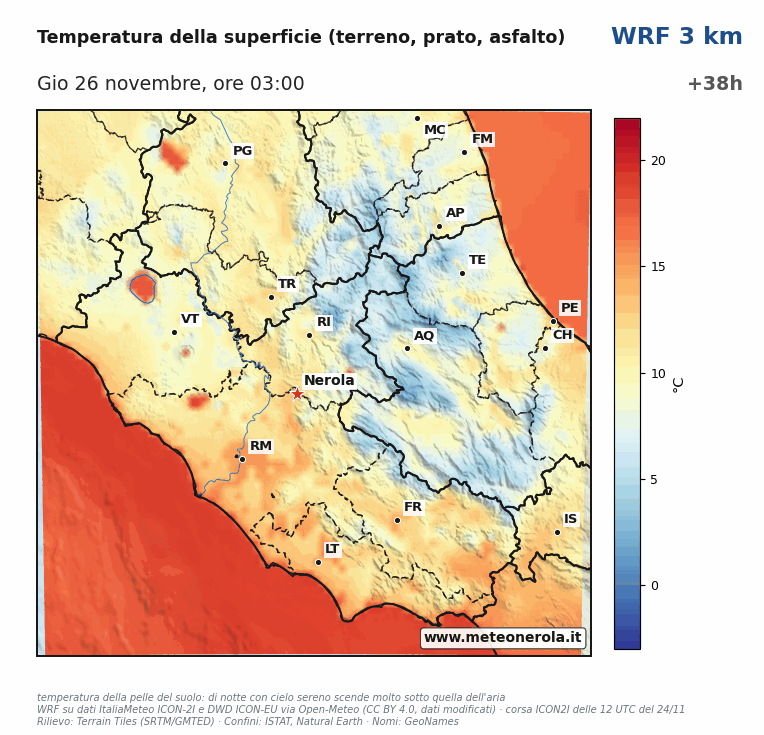 Temperatura della superficie (terreno, prato, asfalto)
WRF 3 km
Gio 26 novembre, ore 03:00
+38h
MC
FM
PG
AP
TE
TR
PE
VT
RI
AQ
CH
Nerola
RM
FR
IS
LT
www.meteonerola.it
20
15
10
5
0
°C
temperatura della pelle del suolo: di notte con cielo sereno scende molto sotto quella dell'aria
WRF su dati ItaliaMeteo ICON-2I e DWD ICON-EU via Open-Meteo (CC BY 4.0, dati modificati) · corsa ICON2I delle 12 UTC del 24/11
Rilievo: Terrain Tiles (SRTM/GMTED) · Confini: ISTAT, Natural Earth · Nomi: GeoNames